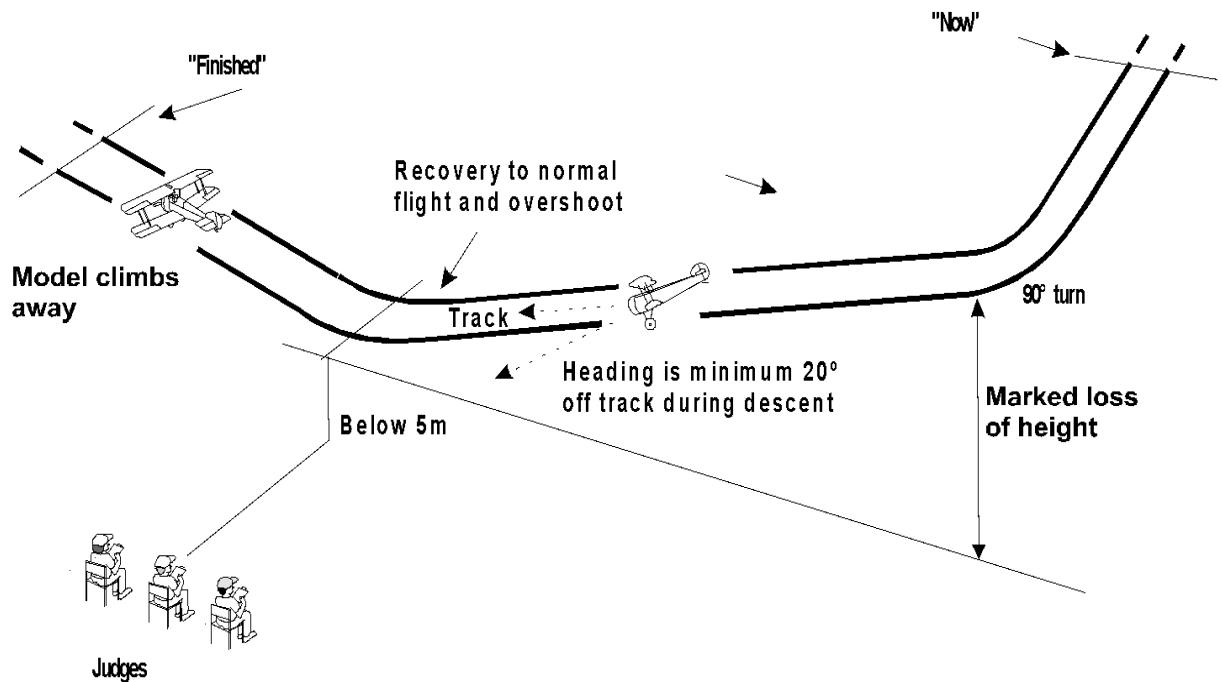 "Now"
"Finished"
Recovery to normal
flight and overshoot
Model climbs
away
Track
90° turn
Heading is minimum 20º
off track during descent
Marked loss
of height
Below 5m
Judges